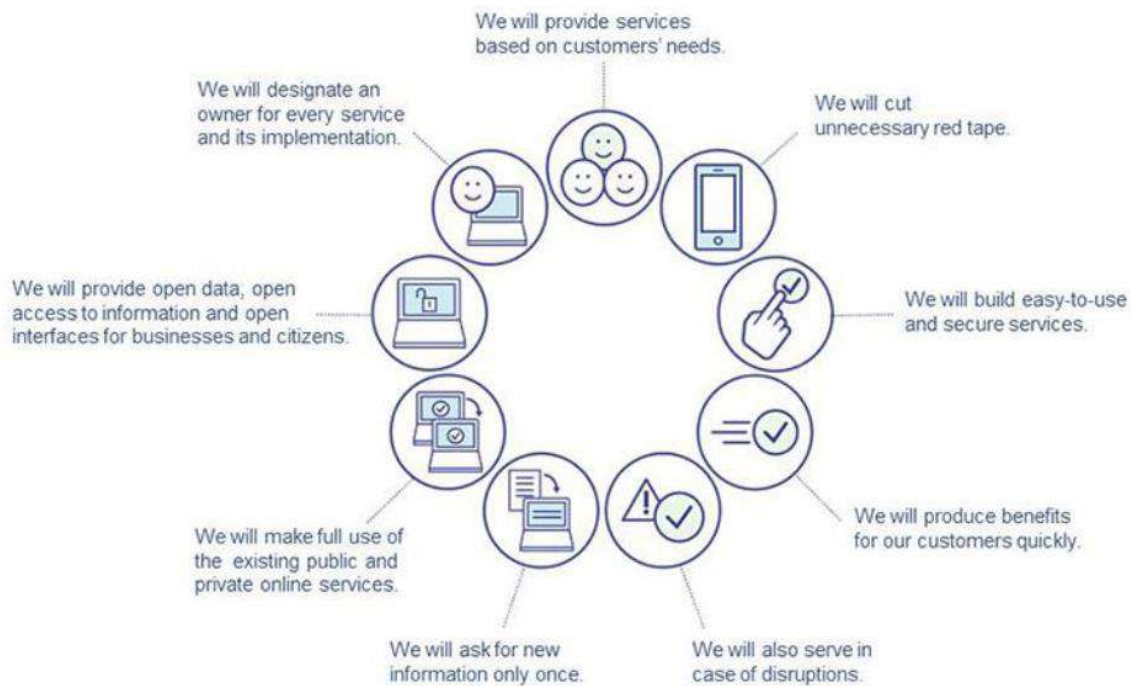 We will provide services
based on customers' needs.
We will cut
unnecessary red tape.
We will build easy-to-use
and secure services.
We will produce benefits
for our customers quickly.
We will also serve in
case of disruptions.
We will ask for new
information only once.
We will make full use of
the existing public and
private online services.
We will provide open data, open
access to information and open
interfaces for businesses and citizens.
We will designate an
owner for every service
and its implementation.